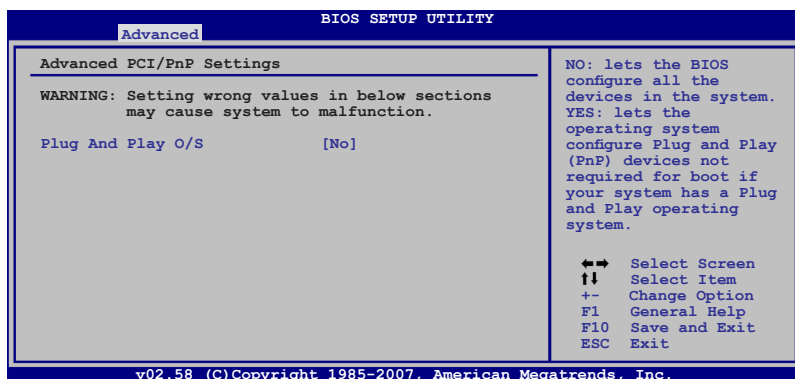 BIOS SETUP UTILITY
Advanced
Advanced PCI/PnP Settings
WARNING: Setting wrong values in below sections
may cause system to malfunction.
Plug And Play O/S [No]
NO: lets the BIOS
configure all the
devices in the system.
YES: lets the
operating system
configure Plug and Play
(PnP) devices not
required for boot if
your system has a Plug
and Play operating
system.
←→ Select Screen
↑↓ Select Item
+- Change Option
F1 General Help
F10 Save and Exit
ESC Exit
v02.58 (C)Copyright 1985-2007, American Megatrends, Inc.